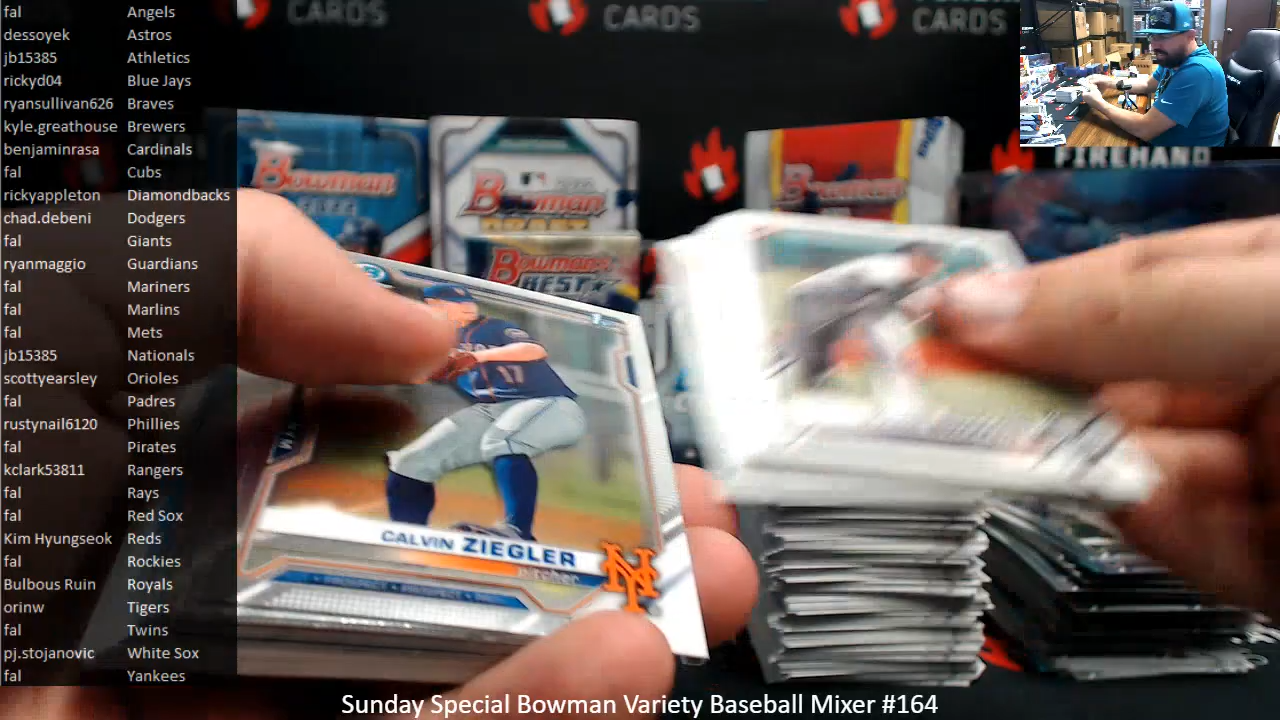 fal Angels
dessoyek Astros
jb15385 Athletics
rickyd04 Blue Jays
ryansullivan626 Braves
kyle.greathouse Brewers
benjaminrasa Cardinals
fal Cubs
rickyappleton Diamondbacks
chad.debeni Dodgers
fal Giants
ryanmaggio Guardians
fal Mariners
fal Marlins
fal Mets
jb15385 Nationals
scottyearsley Orioles
fal Padres
rustynail6120 Phillies
fal Pirates
kclark53811 Rangers
fal Rays
fal Red Sox
Kim Hyungseok Reds
fal Rockies
Bulbous Ruin Royals
orinw Tigers
fal Twins
pj.stojanovic White Sox
fal Yankees
CARDS
CARDS
CARDS
FIREHAND
Bowman
Bowman
DRAFT
Bowman
Topps
Bowman's
BEST
17
CALVIN ZIEGLER
Pitcher
PROSPECT • PROSPECT
NY
Sunday Special Bowman Variety Baseball Mixer #164